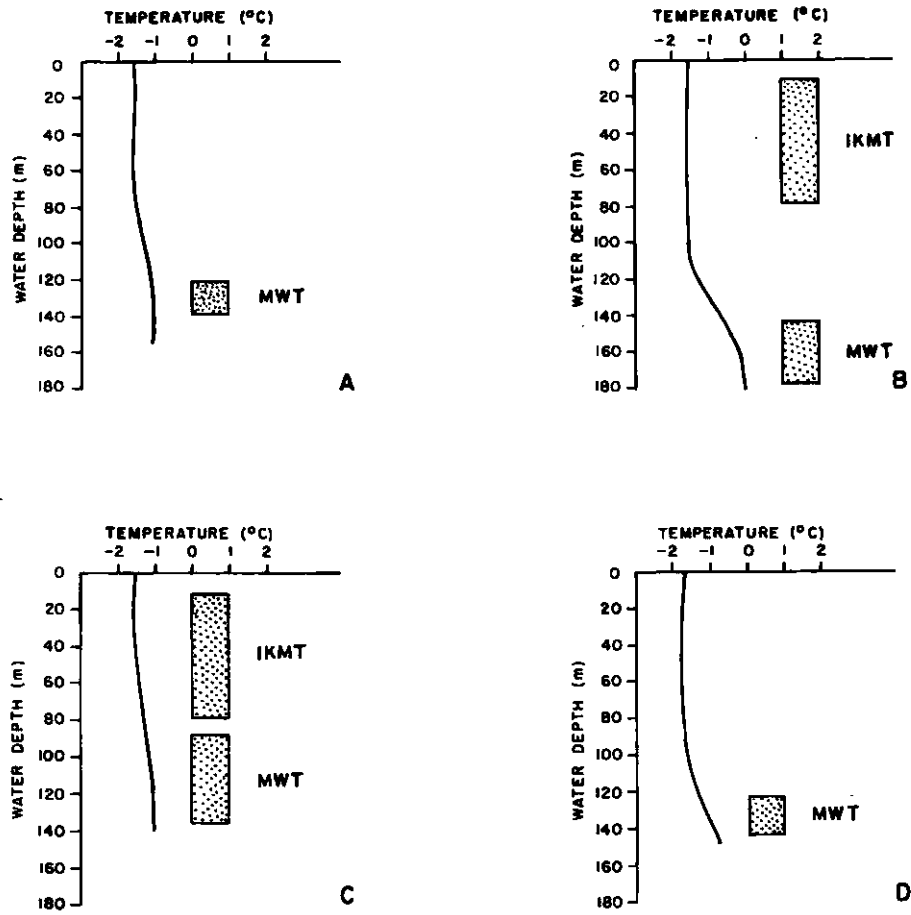 TEMPERATURE (°C)
-2 -1 0 1 2
WATER DEPTH (m)
0
20
40
60
80
100
120
140
160
180
MWT
A
TEMPERATURE (°C)
-2 -1 0 1 2
WATER DEPTH (m)
0
20
40
60
80
100
120
140
160
180
IKMT
MWT
B
TEMPERATURE (°C)
-2 -1 0 1 2
WATER DEPTH (m)
0
20
40
60
80
100
120
140
160
180
IKMT
MWT
C
TEMPERATURE (°C)
-2 -1 0 1 2
WATER DEPTH (m)
0
20
40
60
80
100
120
140
160
180
MWT
D